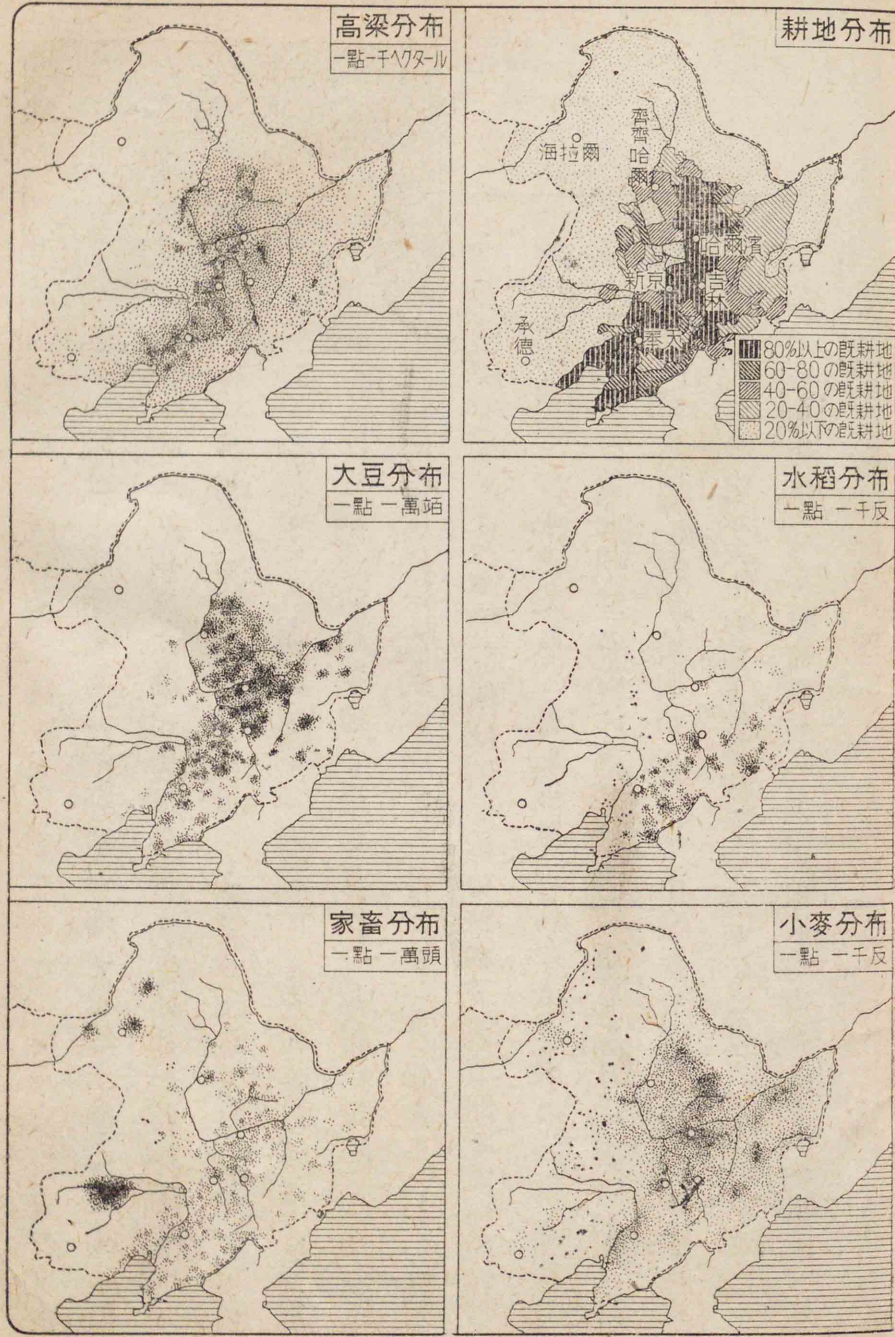 高梁分布
一點一千ヘクタール
耕地分布
海拉爾
齊齊哈爾
哈爾濱
新京
吉林
奉天
承德
80%以上の既耕地
60-80の既耕地
40-60の既耕地
20-40の既耕地
20%以下の既耕地
大豆分布
一點 一萬
水稻分布
一點 一千反
家畜分布
一點 一萬頭
小麥分布
一點 一千反